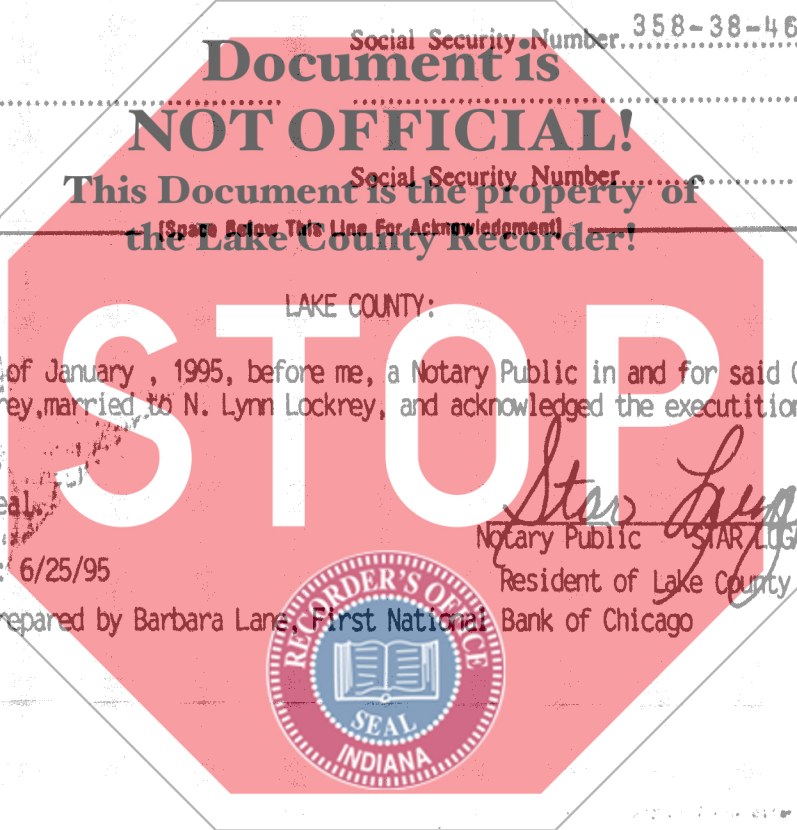 Social Security Number 358-38-46
Document is
NOT OFFICIAL!
Social Security Number
This Document is the property of
[Space Below This Line For Acknowledgment]
the Lake County Recorder!
LAKE COUNTY:
STOP
of January , 1995, before me, a Notary Public in and for said
rey,married to N. Lynn Lockrey, and acknowledged the executition
eal.
Star
Notary Public STAR
: 6/25/95
Resident of Lake County
repared by Barbara Lane, First National Bank of Chicago
RECORDER'S OFFICE
SEAL
INDIANA